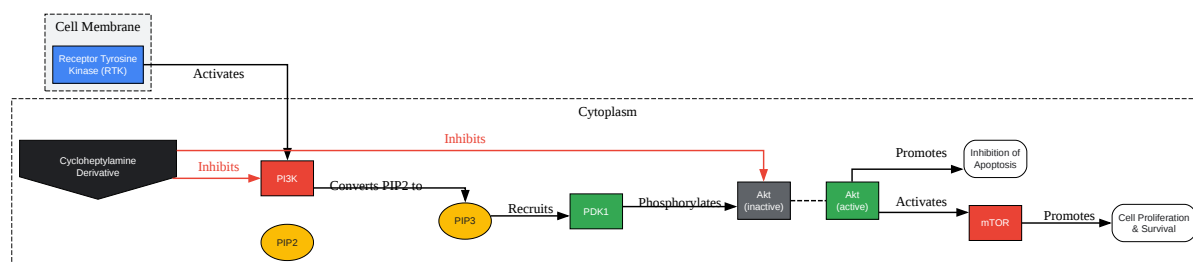 Cell Membrane
Receptor Tyrosine
Kinase (RTK)
Activates
Cytoplasm
Cycloheptylamine
Derivative
Inhibits
Inhibits
PI3K
Converts PIP2 to
PIP2
PIP3
Recruits
PDK1
Phosphorylates
Akt
(inactive)
Akt
(active)
Promotes
Inhibition of
Apoptosis
Activates
mTOR
Promotes
Cell Proliferation
& Survival